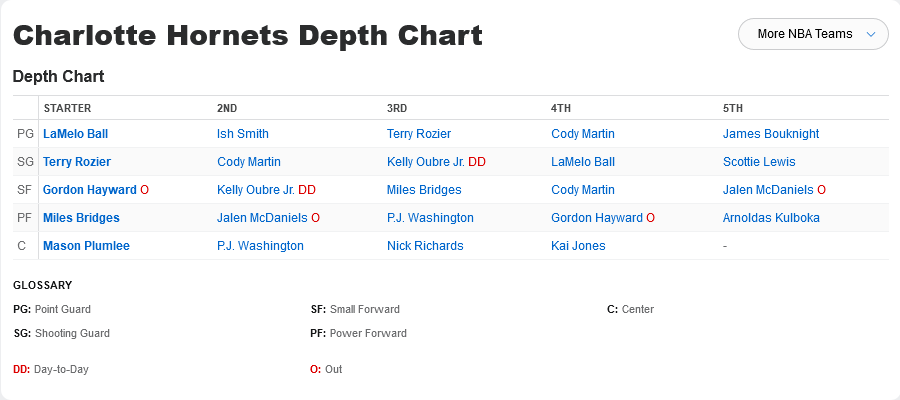 Charlotte Hornets Depth Chart
More NBA Teams
Depth Chart
STARTER 2ND 3RD 4TH 5TH
PG LaMelo Ball Ish Smith Terry Rozier Cody Martin James Bouknight
SG Terry Rozier Cody Martin Kelly Oubre Jr. DD LaMelo Ball Scottie Lewis
SF Gordon Hayward O Kelly Oubre Jr. DD Miles Bridges Cody Martin Jalen McDaniels O
PF Miles Bridges Jalen McDaniels O P.J. Washington Gordon Hayward O Arnoldas Kulboka
C Mason Plumlee P.J. Washington Nick Richards Kai Jones -
GLOSSARY
PG: Point Guard SF: Small Forward C: Center
SG: Shooting Guard PF: Power Forward
DD: Day-to-Day O: Out